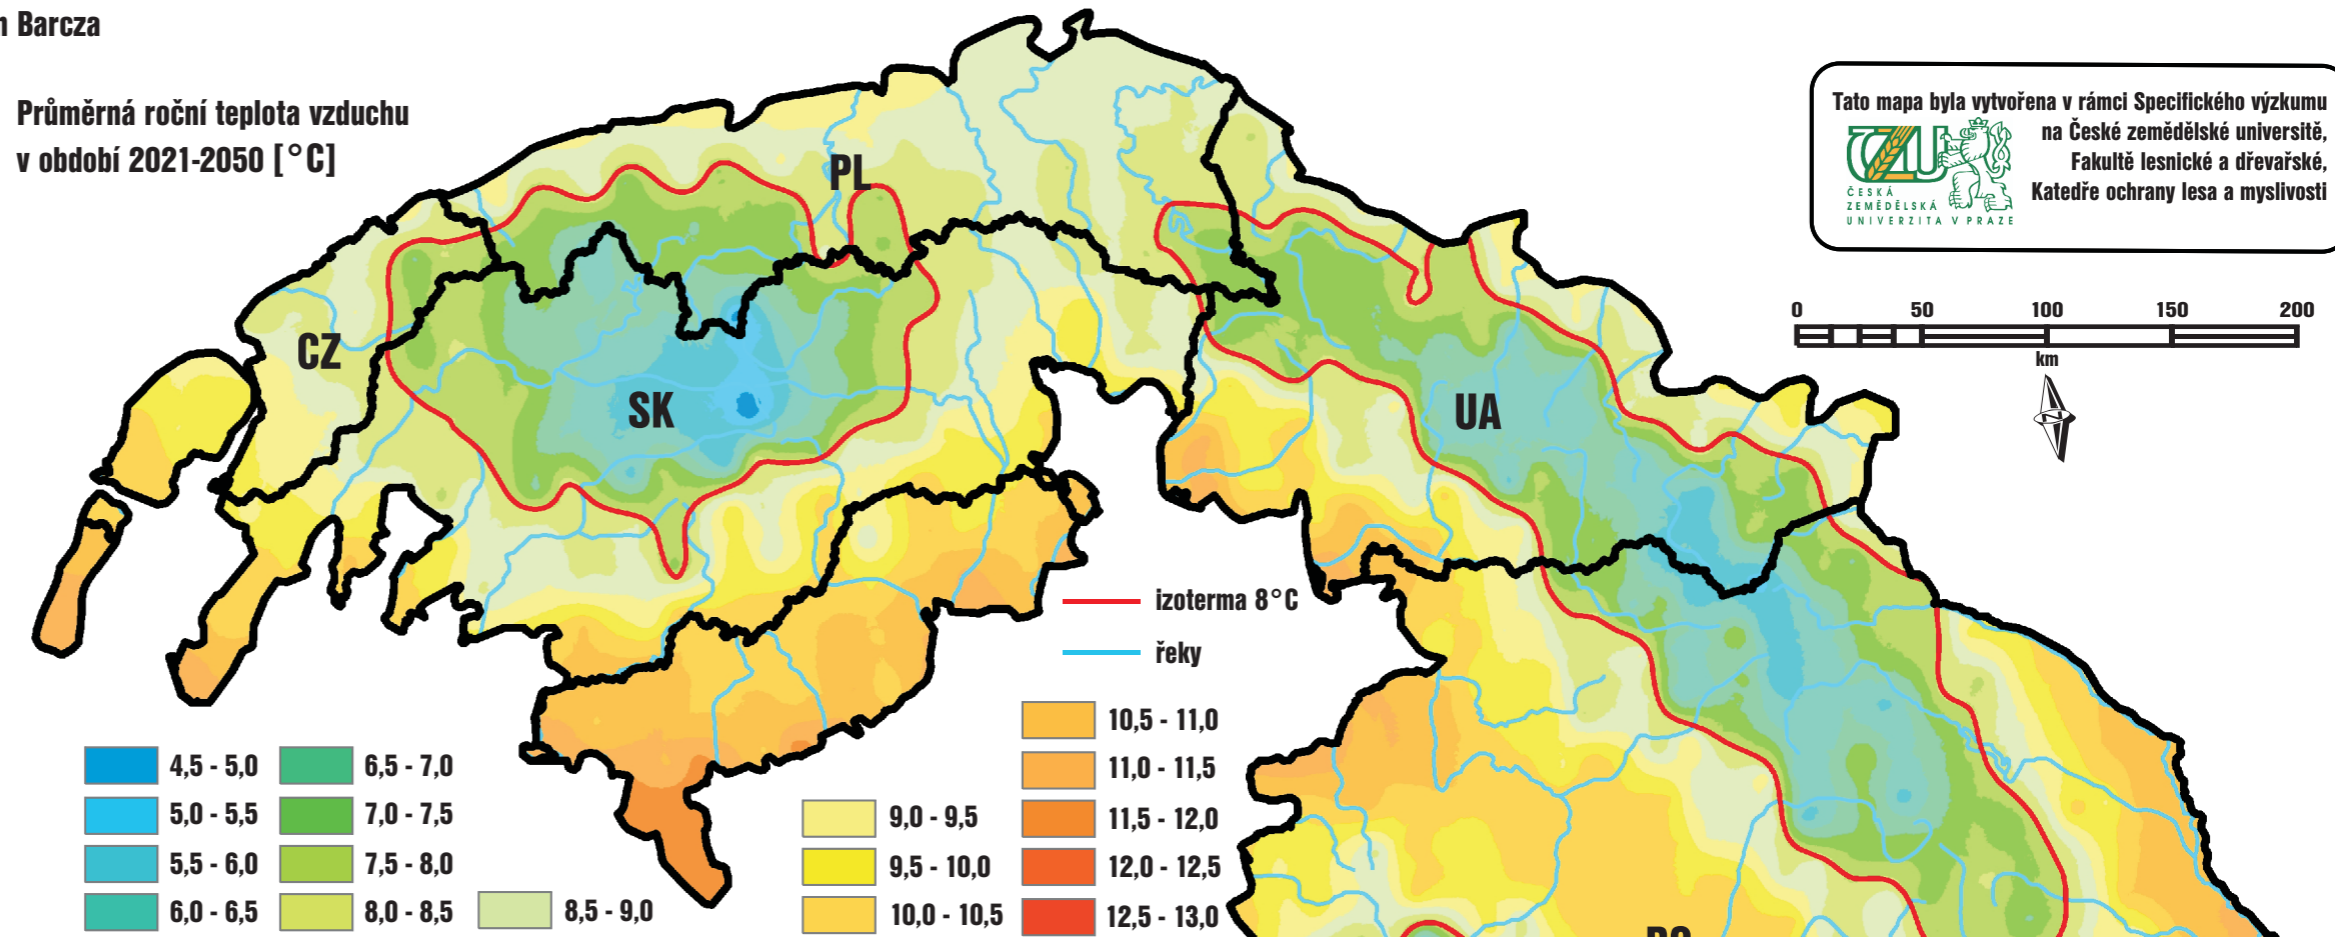 Barcza
Průměrná roční teplota vzduchu
v období 2021-2050 [°C]
Tato mapa byla vytvořena v rámci Specifického výzkumu
na České zemědělské universitě,
Fakultě lesnické a dřevařské,
Katedře ochrany lesa a myslivosti
ČZU
ČESKÁ
ZEMĚDĚLSKÁ
UNIVERZITA V PRAZE
0 50 100 150 200
km
N
PL
CZ
SK
UA
izoterma 8°C
řeky
4,5 - 5,0
5,0 - 5,5
5,5 - 6,0
6,0 - 6,5
6,5 - 7,0
7,0 - 7,5
7,5 - 8,0
8,0 - 8,5
8,5 - 9,0
9,0 - 9,5
9,5 - 10,0
10,0 - 10,5
10,5 - 11,0
11,0 - 11,5
11,5 - 12,0
12,0 - 12,5
12,5 - 13,0